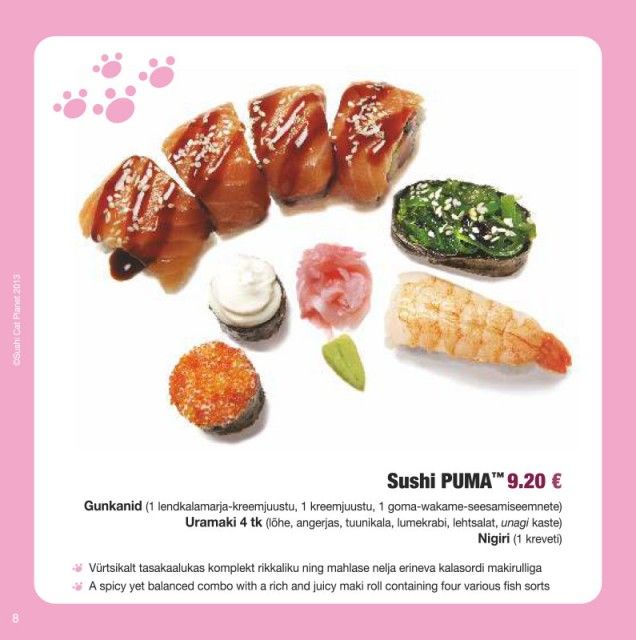 Sushi PUMA™ 9.20 €
Gunkanid (1 lendkalamarja-kreemjuustu, 1 kreemjuustu, 1 goma-wakame-seesamiseemnete)
Uramaki 4 tk (lõhe, angerjas, tuunikala, lumekrabi, lehtsalat, unagi kaste)
Nigiri (1 kreveti)
Vürtsikalt tasakaalukas komplekt rikkaliku ning mahlase nelja erineva kalasordi makirulliga
A spicy yet balanced combo with a rich and juicy maki roll containing four various fish sorts
©Sushi Cat Planet 2013
8